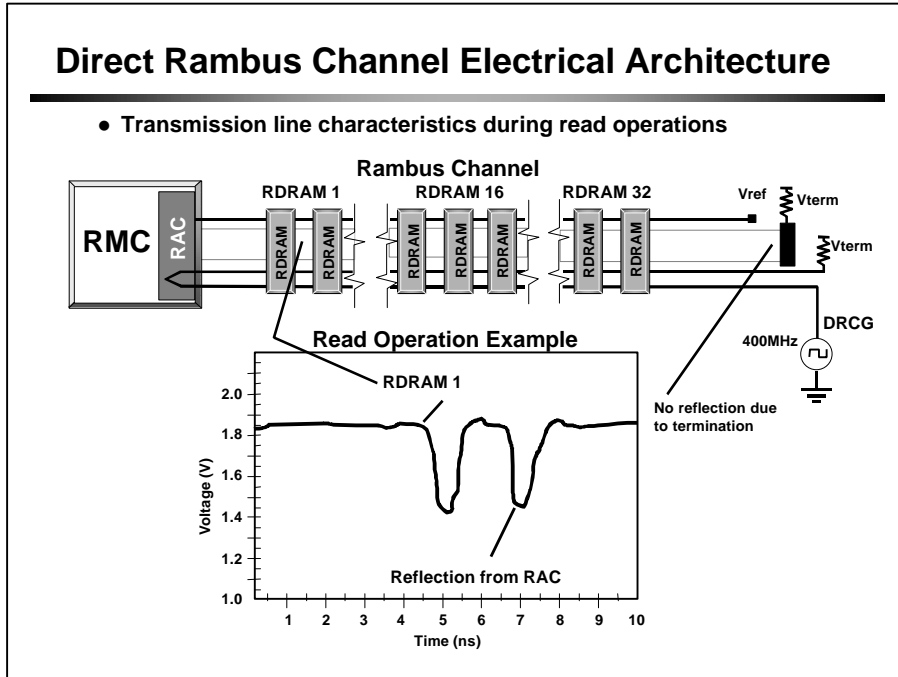 Direct Rambus Channel Electrical Architecture
● Transmission line characteristics during read operations
Rambus Channel
RDRAM 1
RDRAM 16
RDRAM 32
Vref
Vterm
Vterm
RMC
RAC
RDRAM
RDRAM
RDRAM
RDRAM
RDRAM
RDRAM
RDRAM
DRCG
400MHz
Read Operation Example
RDRAM 1
No reflection due
to termination
Reflection from RAC
Voltage (V)
2.0
1.8
1.6
1.4
1.2
1.0
1 2 3 4 5 6 7 8 9 10
Time (ns)